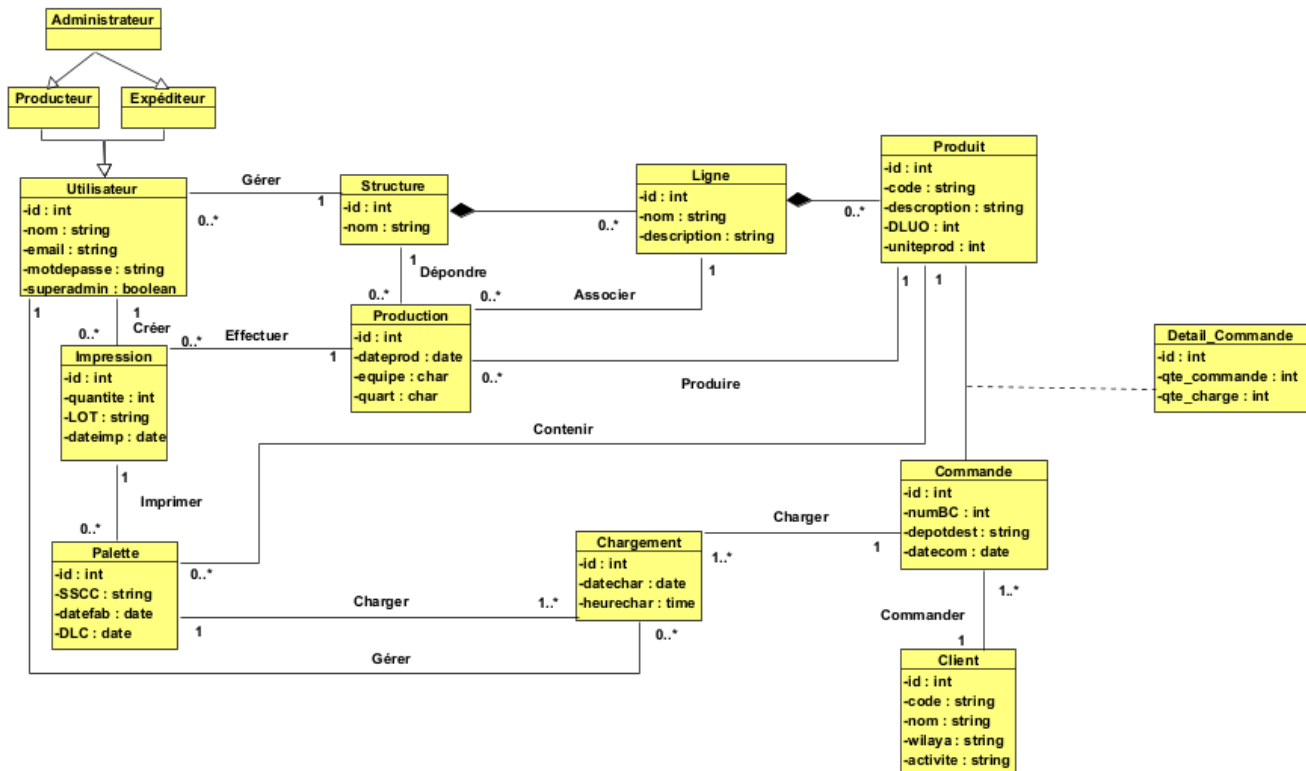 Administrateur
Producteur
Expéditeur
Utilisateur
-id : int
-nom : string
-email : string
-motdepasse : string
-superadmin : boolean
Gérer
0..*
1
Structure
-id : int
-nom : string
0..*
Ligne
-id : int
-nom : string
-description : string
0..*
Produit
-id : int
-code : string
-descroption : string
-DLUO : int
-uniteprod : int
1
Dépondre
0..*
1
Associer
0..*
1
1
1
1
Créer
0..*
Impression
-id : int
-quantite : int
-LOT : string
-dateimp : date
0..*
Effectuer
1
Production
-id : int
-dateprod : date
-equipe : char
-quart : char
0..*
Produire
Detail_Commande
-id : int
-qte_commande : int
-qte_charge : int
Contenir
1
Imprimer
0..*
Palette
-id : int
-SSCC : string
-datefab : date
-DLC : date
0..*
1
Charger
1..*
Chargement
-id : int
-datechar : date
-heurechar : time
0..*
Gérer
Charger
1..*
1
Commande
-id : int
-numBC : int
-depotdest : string
-datecom : date
1..*
Commander
1
Client
-id : int
-code : string
-nom : string
-wilaya : string
-activite : string